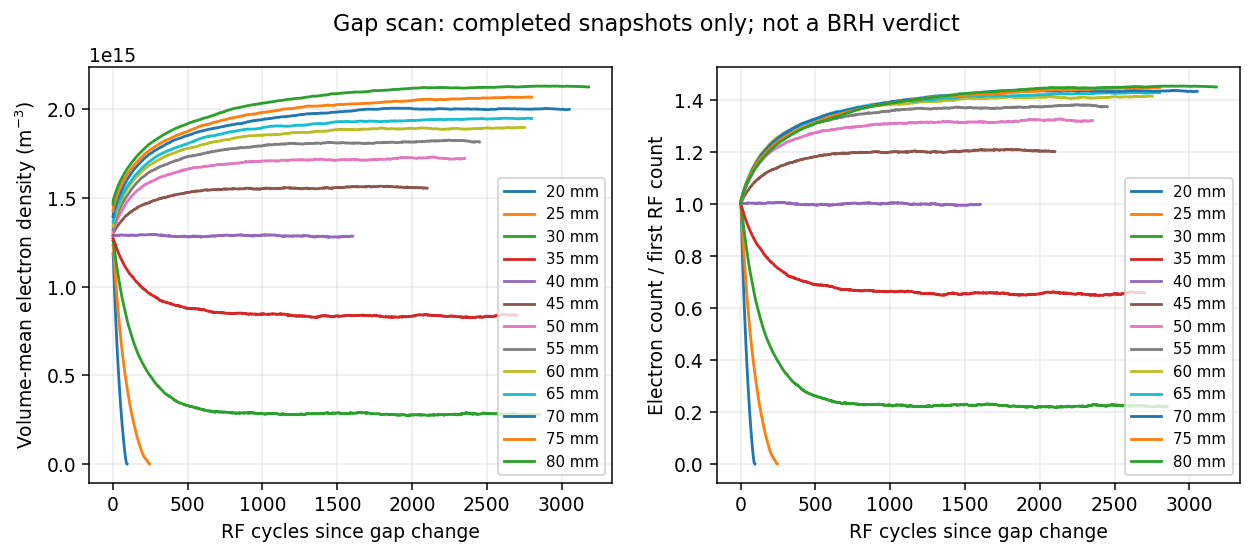 Gap scan: completed snapshots only; not a BRH verdict
1e15
Volume-mean electron density (m⁻³)
2.0
1.5
1.0
0.5
0.0
0 500 1000 1500 2000 2500 3000
RF cycles since gap change
20 mm
25 mm
30 mm
35 mm
40 mm
45 mm
50 mm
55 mm
60 mm
65 mm
70 mm
75 mm
80 mm
Electron count / first RF count
1.4
1.2
1.0
0.8
0.6
0.4
0.2
0.0
0 500 1000 1500 2000 2500 3000
RF cycles since gap change
20 mm
25 mm
30 mm
35 mm
40 mm
45 mm
50 mm
55 mm
60 mm
65 mm
70 mm
75 mm
80 mm